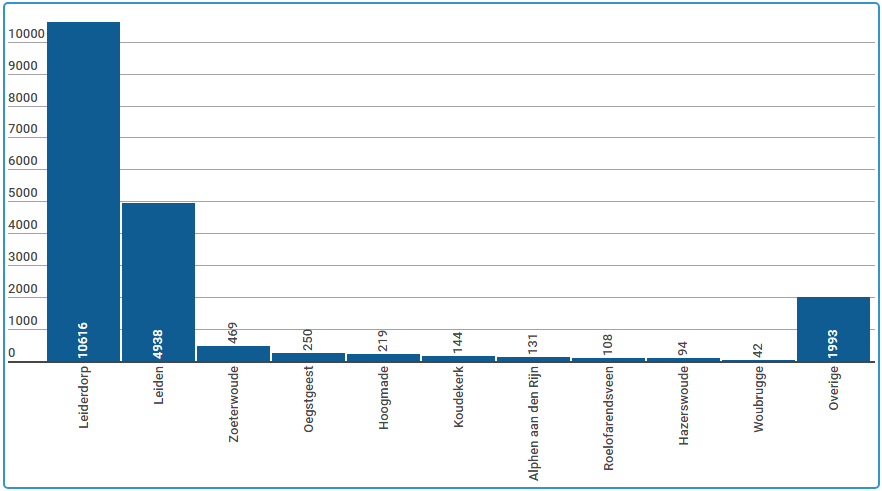 10000
9000
8000
7000
6000
5000
4000
3000
2000
1000
0
10616
4938
469
250
219
144
131
108
94
42
1993
Leiderdorp
Leiden
Zoeterwoude
Oegstgeest
Hoogmade
Koudekerk
Alphen aan den Rijn
Roelofarendsveen
Hazerswoude
Woubrugge
Overige